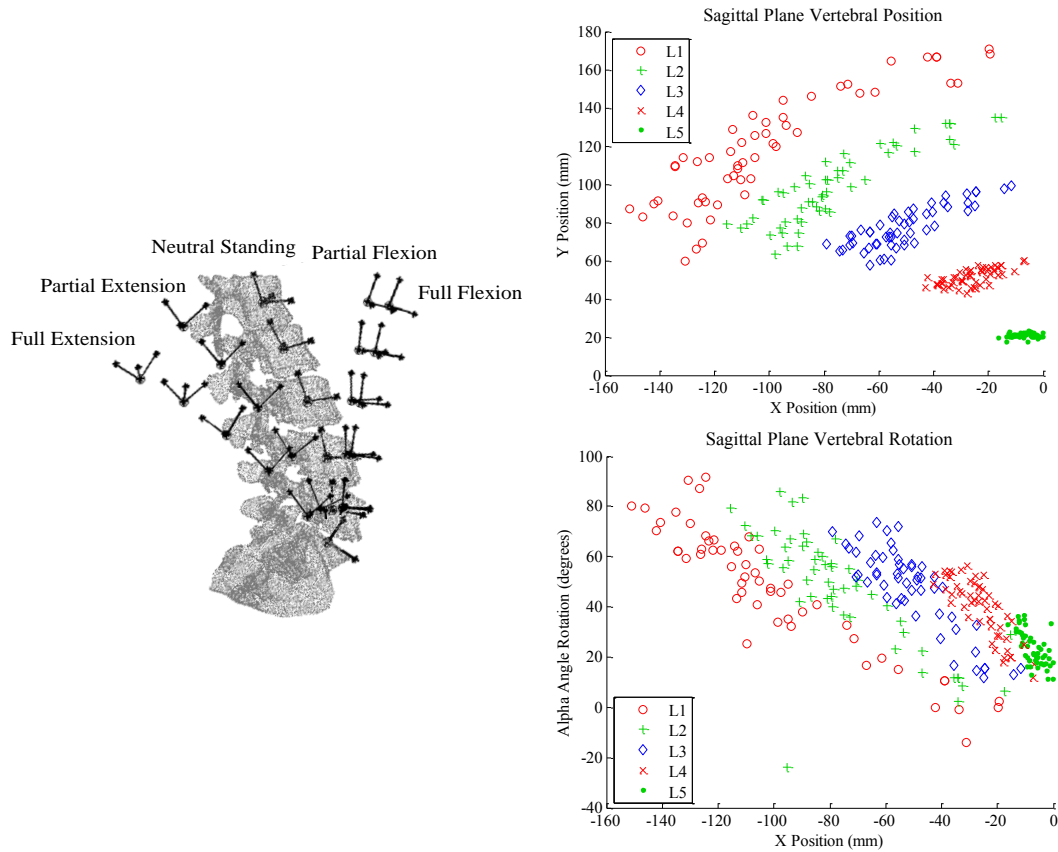 Neutral Standing
Partial Flexion
Partial Extension
Full Flexion
Full Extension
Sagittal Plane Vertebral Position
180
160
140
120
100
80
60
40
20
0
Y Position (mm)
L1
L2
L3
L4
L5
-160 -140 -120 -100 -80 -60 -40 -20 0
X Position (mm)
Sagittal Plane Vertebral Rotation
100
80
60
40
20
0
-20
-40
Alpha Angle Rotation (degrees)
L1
L2
L3
L4
L5
-160 -140 -120 -100 -80 -60 -40 -20 0
X Position (mm)